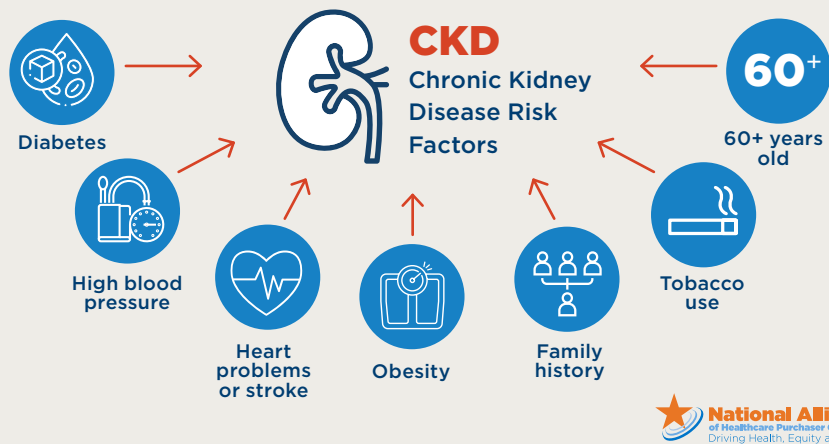 CKD
Chronic Kidney
Disease Risk
Factors
60+
Diabetes
60+ years
old
High blood
pressure
Tobacco
use
Heart
problems
or stroke
Obesity
Family
history
National
of Healthcare Purchaser
Driving Health, Equity